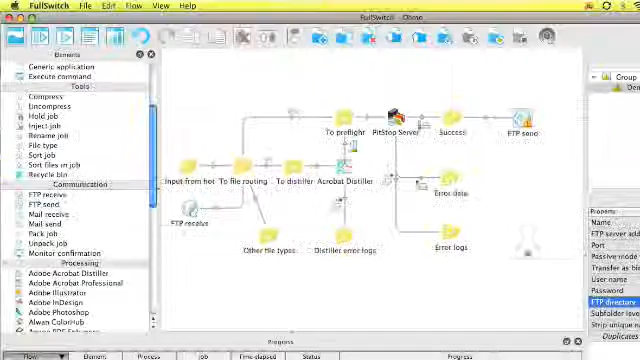 FullSwitch File Edit Flow View Help
FullSwitch - Demo
Elements
Generic application
Execute command
Tools
Compress
Uncompress
Hold job
Inject job
Rename job
File type
Sort job
Sort files in job
Recycle bin
Communication
FTP receive
FTP send
Mail receive
Mail send
Pack job
Unpack job
Monitor confirmation
Processing
Adobe Acrobat Distiller
Adobe Acrobat Professional
Adobe Illustrator
Adobe InDesign
Adobe Photoshop
Alwan ColorHub
To preflight
PitStop Server
Success
FTP send
Input from hot
To file routing
To distiller
Acrobat Distiller
Error data
FTP receive
Other file types
Distiller error logs
Error logs
Group
Dem
Property
Name
FTP server add
Port
Passive mode
Transfer as bi
User name
Password
FTP directory
Subfolder leve
Strip unique n
Duplicates
Progress
Flow Element Process Job Time elapsed Status Progress